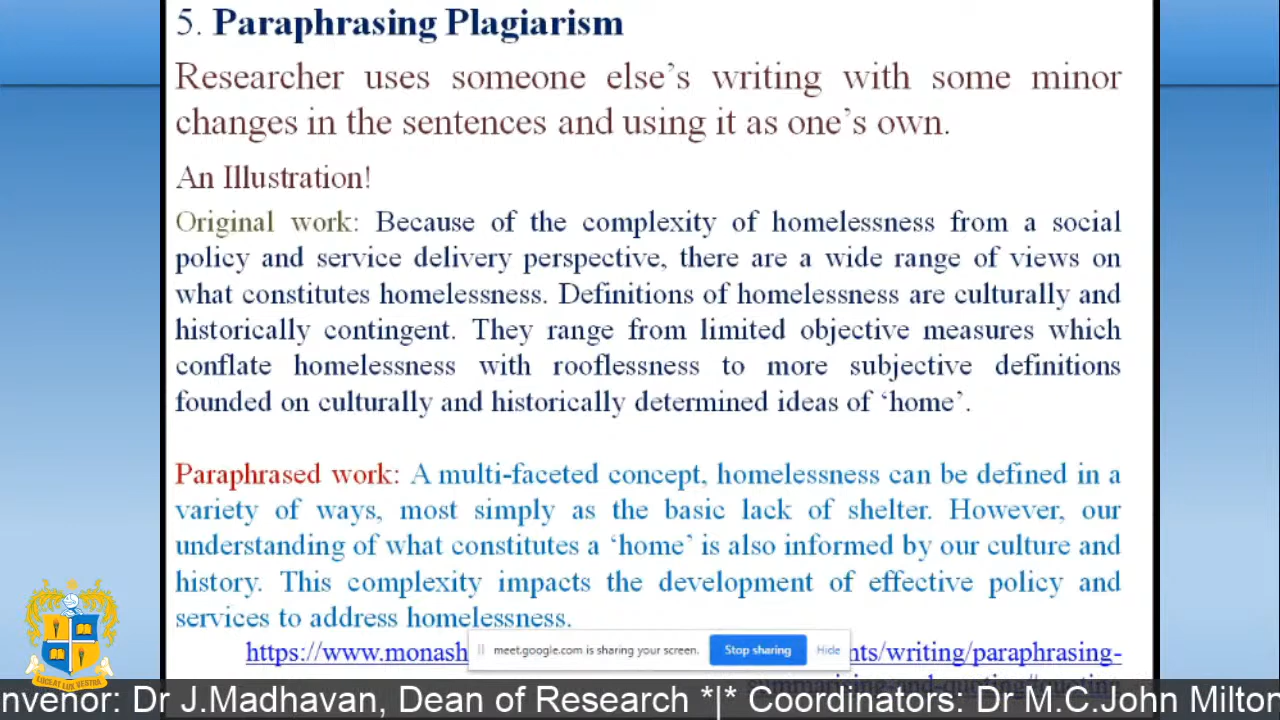 5. Paraphrasing Plagiarism
Researcher uses someone else’s writing with some minor
changes in the sentences and using it as one’s own.
An Illustration!
Original work: Because of the complexity of homelessness from a social
policy and service delivery perspective, there are a wide range of views on
what constitutes homelessness. Definitions of homelessness are culturally and
historically contingent. They range from limited objective measures which
conflate homelessness with rooflessness to more subjective definitions
founded on culturally and historically determined ideas of ‘home’.
Paraphrased work: A multi-faceted concept, homelessness can be defined in a
variety of ways, most simply as the basic lack of shelter. However, our
understanding of what constitutes a ‘home’ is also informed by our culture and
history. This complexity impacts the development of effective policy and
services to address homelessness.
https://www.monash nts/writing/paraphrasing-
meet.google.com is sharing your screen. Stop sharing Hide
summarising-and-quoting#quoting
LUCEAT LUX VESTRA
nvenor: Dr J.Madhavan, Dean of Research *|* Coordinators: Dr M.C.John Milton